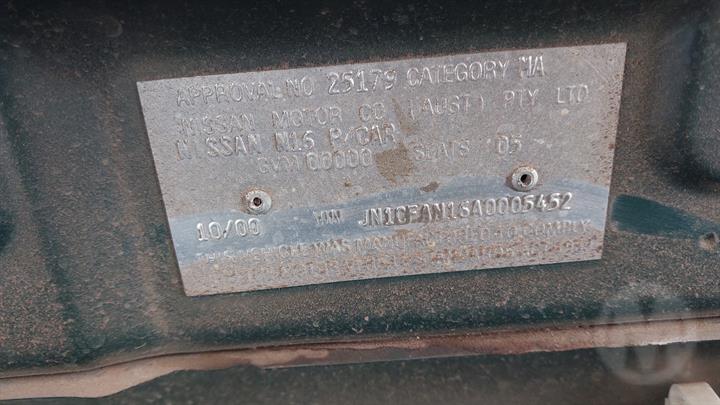 APPROVAL NO 25179 CATEGORY MA
NISSAN MOTOR CO (AUST) PTY LTD
NISSAN N16 P/CAR
GVM 00000 SEATS 05
10/00 VIN JN1CFAN16A0005452
THIS VEHICLE WAS MANUFACTURED TO COMPLY